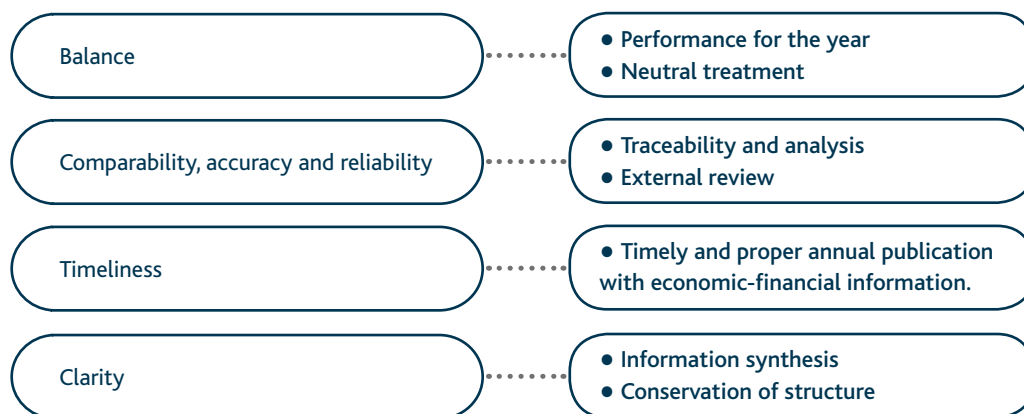 Balance
● Performance for the year
● Neutral treatment
Comparability, accuracy and reliability
● Traceability and analysis
● External review
Timeliness
● Timely and proper annual publication
with economic-financial information.
Clarity
● Information synthesis
● Conservation of structure